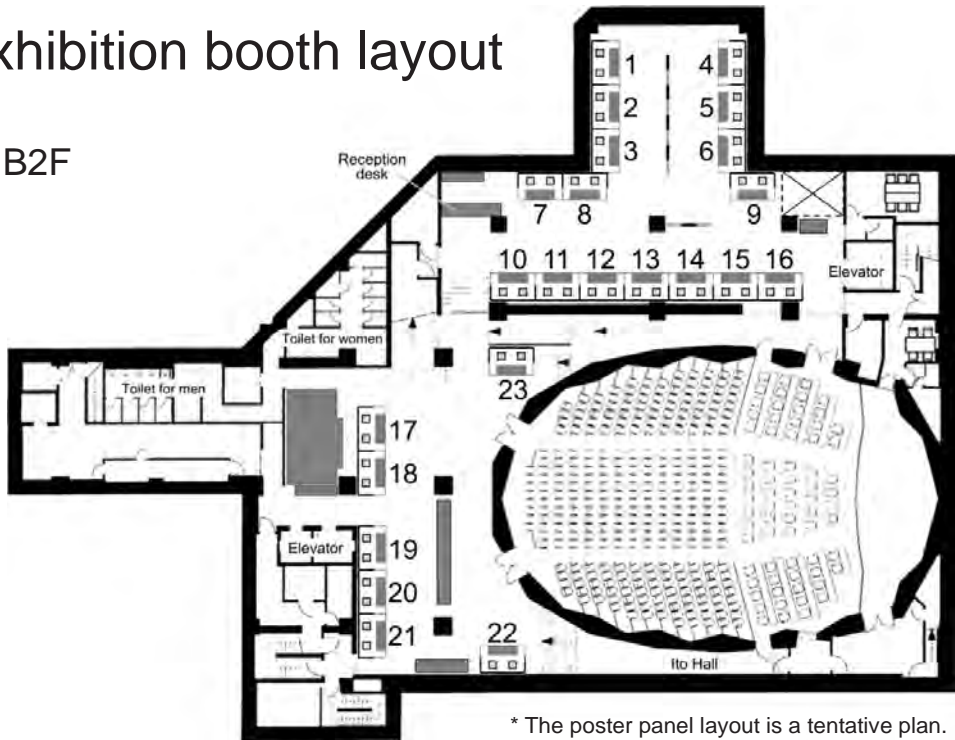 xhibition booth layout
B2F
Reception
desk
1
4
2
5
3
6
7
8
9
10 11 12 13 14 15 16
Elevator
Toilet for women
23
Toilet for men
17
18
19
Elevator
20
21
22
Ito Hall
* The poster panel layout is a tentative plan.